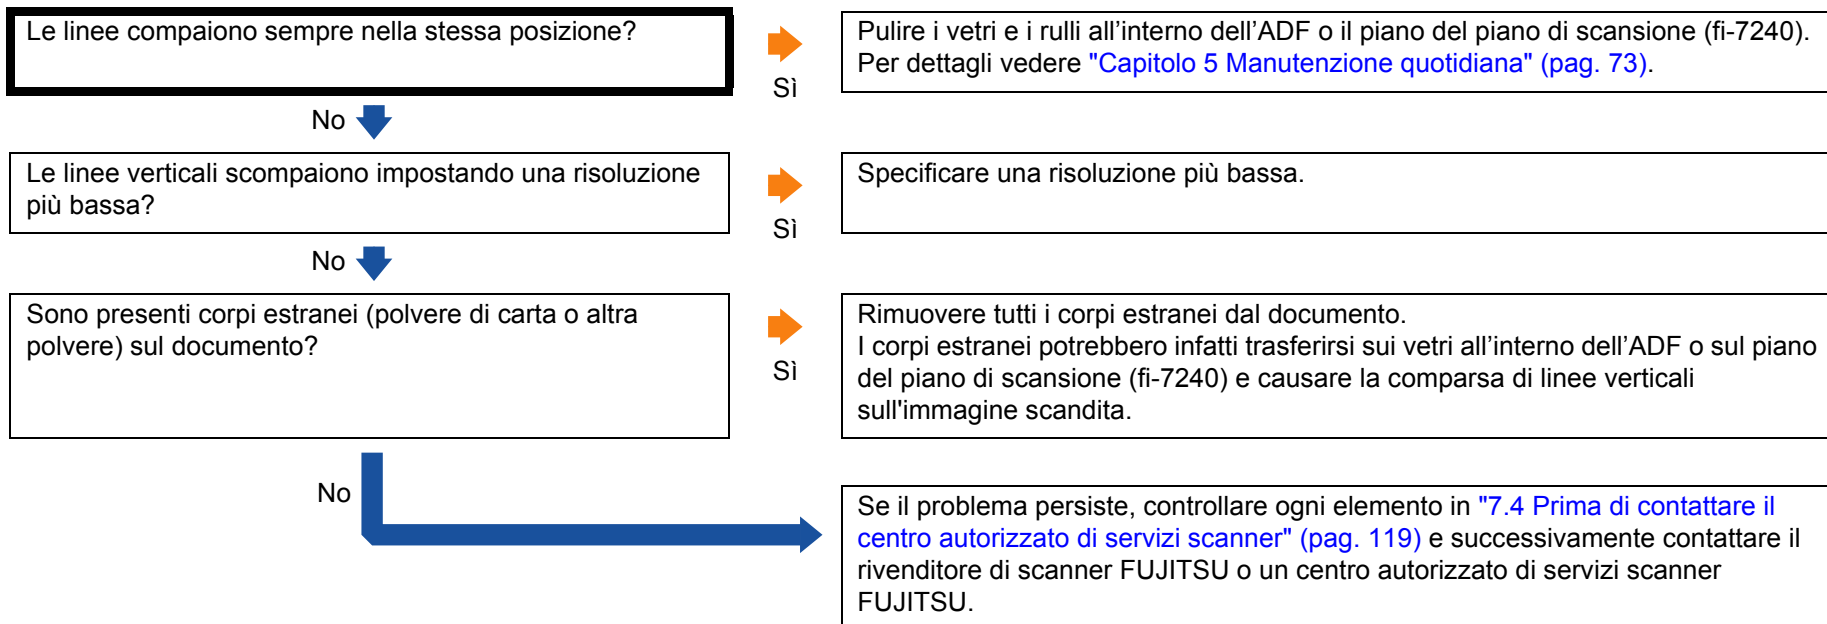 Le linee compaiono sempre nella stessa posizione?
Sì
Pulire i vetri e i rulli all’interno dell’ADF o il piano del piano di scansione (fi-7240).
Per dettagli vedere "Capitolo 5 Manutenzione quotidiana" (pag. 73).
No
Le linee verticali scompaiono impostando una risoluzione
più bassa?
Sì
Specificare una risoluzione più bassa.
No
Sono presenti corpi estranei (polvere di carta o altra
polvere) sul documento?
Sì
Rimuovere tutti i corpi estranei dal documento.
I corpi estranei potrebbero infatti trasferirsi sui vetri all’interno dell’ADF o sul piano
del piano di scansione (fi-7240) e causare la comparsa di linee verticali
sull'immagine scandita.
No
Se il problema persiste, controllare ogni elemento in "7.4 Prima di contattare il
centro autorizzato di servizi scanner" (pag. 119) e successivamente contattare il
rivenditore di scanner FUJITSU o un centro autorizzato di servizi scanner
FUJITSU.